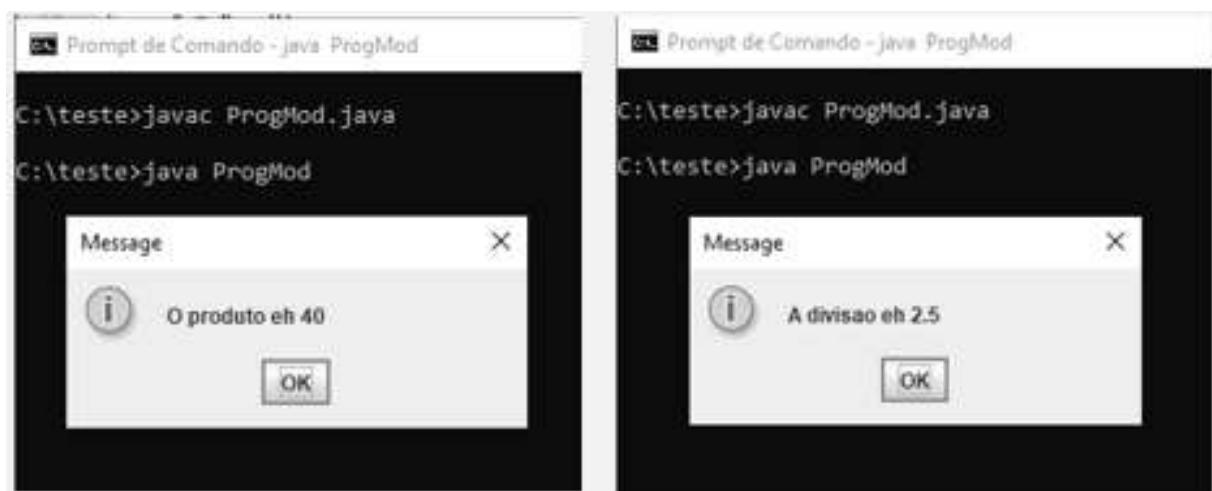 Prompt de Comando - java ProgMod
C:\teste>javac ProgMod.java
C:\teste>java ProgMod
Message
O produto eh 40
OK
Prompt de Comando - java ProgMod
C:\teste>javac ProgMod.java
C:\teste>java ProgMod
Message
A divisao eh 2.5
OK